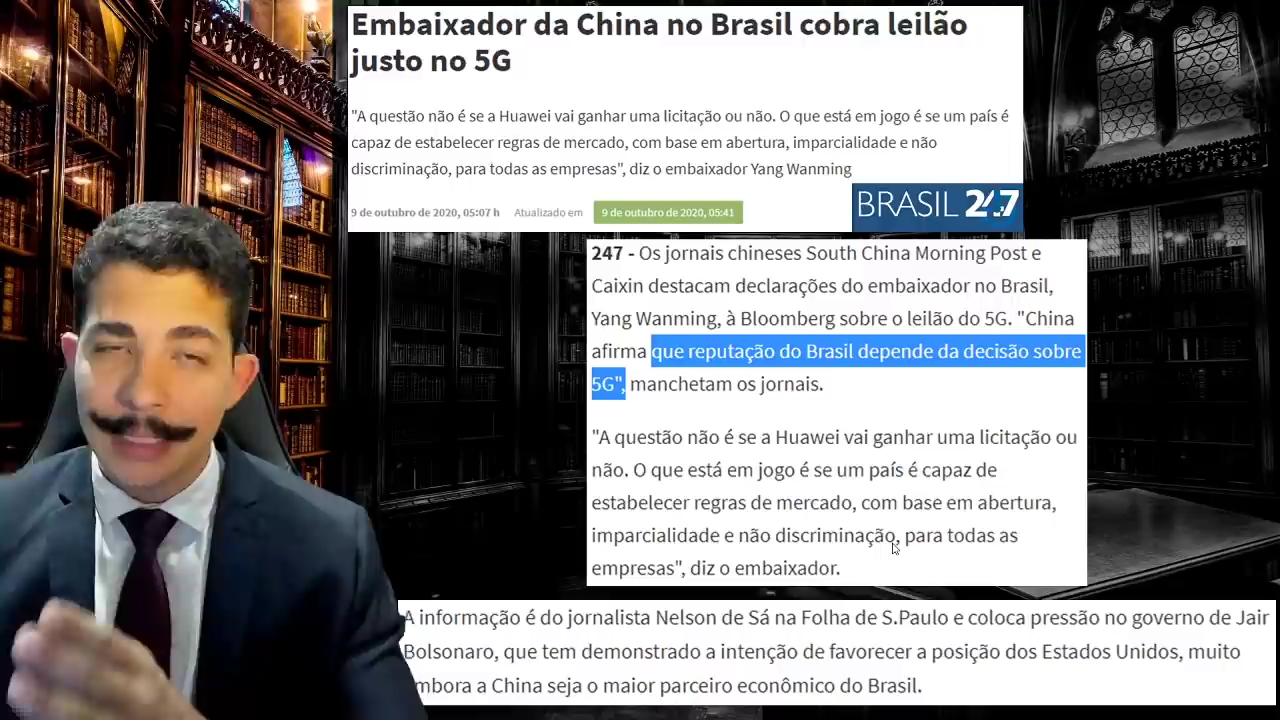 Embaixador da China no Brasil cobra leilão
justo no 5G
"A questão não é se a Huawei vai ganhar uma licitação ou não. O que está em jogo é se um país é
capaz de estabelecer regras de mercado, com base em abertura, imparcialidade e não
discriminação, para todas as empresas", diz o embaixador Yang Wanming
9 de outubro de 2020, 05:07 h Atualizado em 9 de outubro de 2020, 05:41
BRASIL 247
247 - Os jornais chineses South China Morning Post e
Caixin destacam declarações do embaixador no Brasil,
Yang Wanming, à Bloomberg sobre o leilão do 5G. "China
afirma que reputação do Brasil depende da decisão sobre
5G", manchetam os jornais.
"A questão não é se a Huawei vai ganhar uma licitação ou
não. O que está em jogo é se um país é capaz de
estabelecer regras de mercado, com base em abertura,
imparcialidade e não discriminação, para todas as
empresas", diz o embaixador.
A informação é do jornalista Nelson de Sá na Folha de S.Paulo e coloca pressão no governo de Jair
Bolsonaro, que tem demonstrado a intenção de favorecer a posição dos Estados Unidos, muito
mbora a China seja o maior parceiro econômico do Brasil.